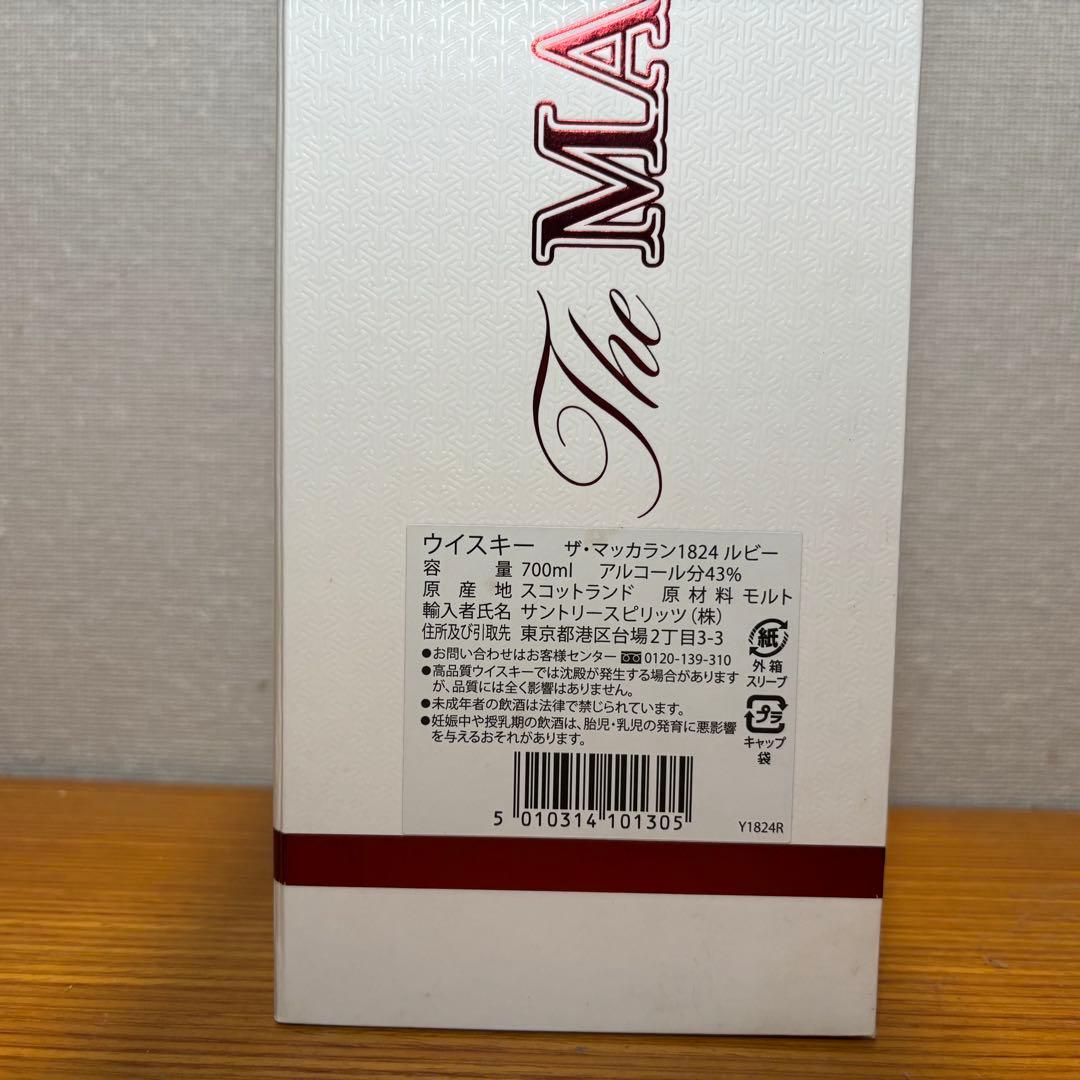 The MA
ウイスキー ザ・マッカラン1824 ルビー
容量 700ml アルコール分43%
原産地 スコットランド 原材料 モルト
輸入者氏名 サントリースピリッツ(株)
住所及び引取先 東京都港区台場2丁目3-3
●お問い合わせはお客様センター 0120-139-310
●高品質ウイスキーでは沈殿が発生する場合があります
が、品質には全く影響はありません。
●未成年者の飲酒は法律で禁じられています。
●妊娠中や授乳期の飲酒は、胎児・乳児の発育に悪影響
を与えるおそれがあります。
紙
外箱
スリーブ
プラ
キャップ
袋
5 010314 101305
Y1824R